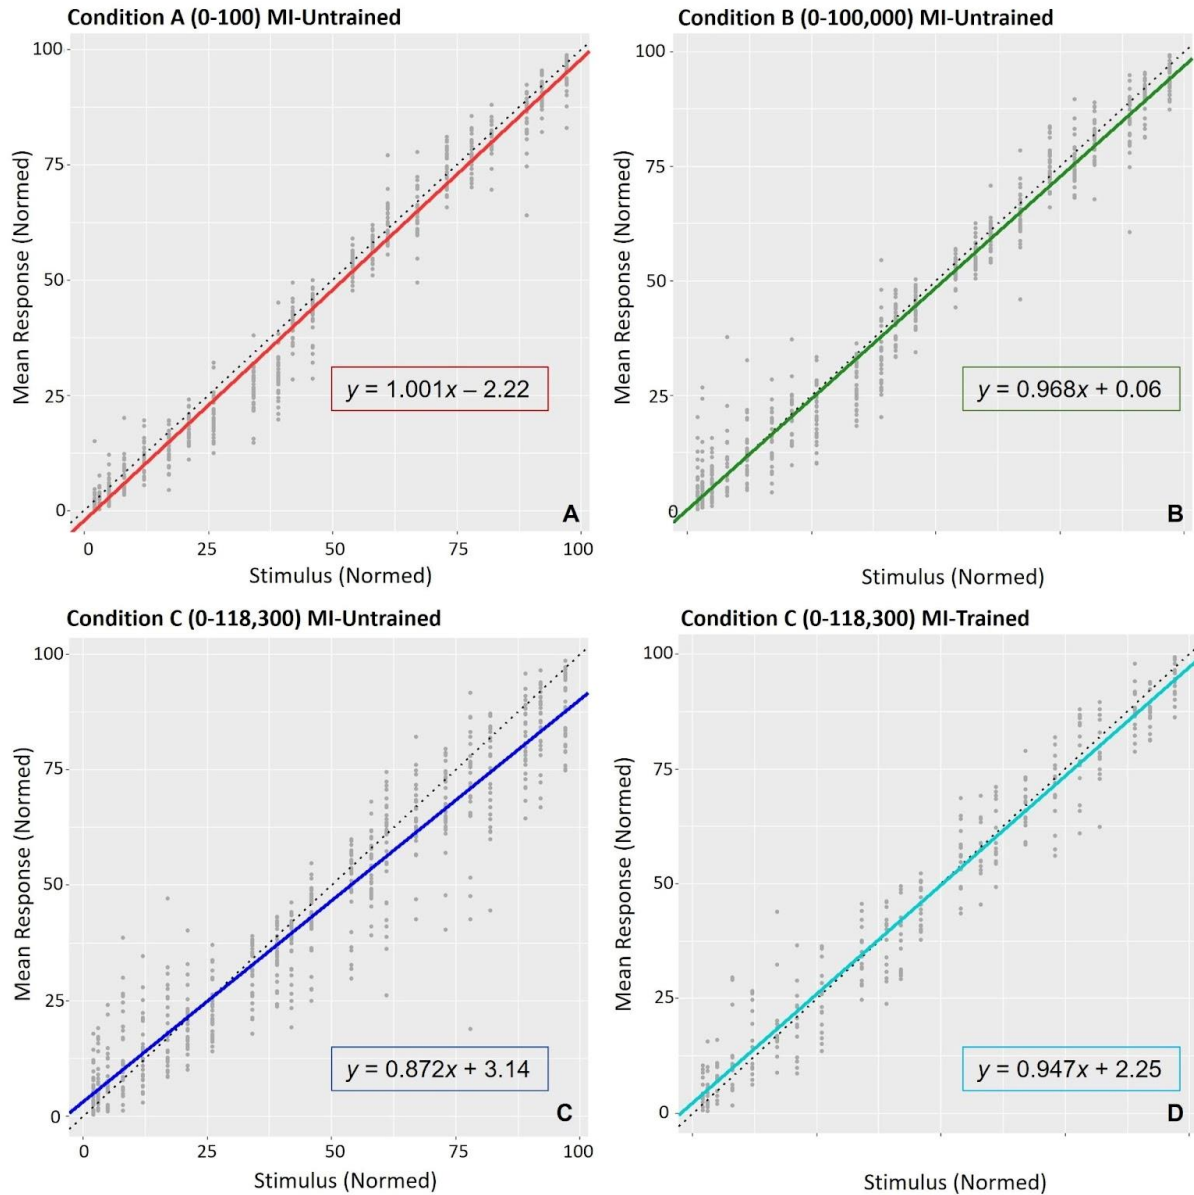 Condition A (0-100) MI-Untrained
Mean Response (Normed)
100
75
50
25
0
y = 1.001x – 2.22
A
0 25 50 75 100
Stimulus (Normed)
Condition B (0-100,000) MI-Untrained
Mean Response (Normed)
100
75
50
25
0
y = 0.968x + 0.06
B
Stimulus (Normed)
Condition C (0-118,300) MI-Untrained
Mean Response (Normed)
100
75
50
25
0
y = 0.872x + 3.14
C
0 25 50 75 100
Stimulus (Normed)
Condition C (0-118,300) MI-Trained
Mean Response (Normed)
100
75
50
25
0
y = 0.947x + 2.25
D
Stimulus (Normed)